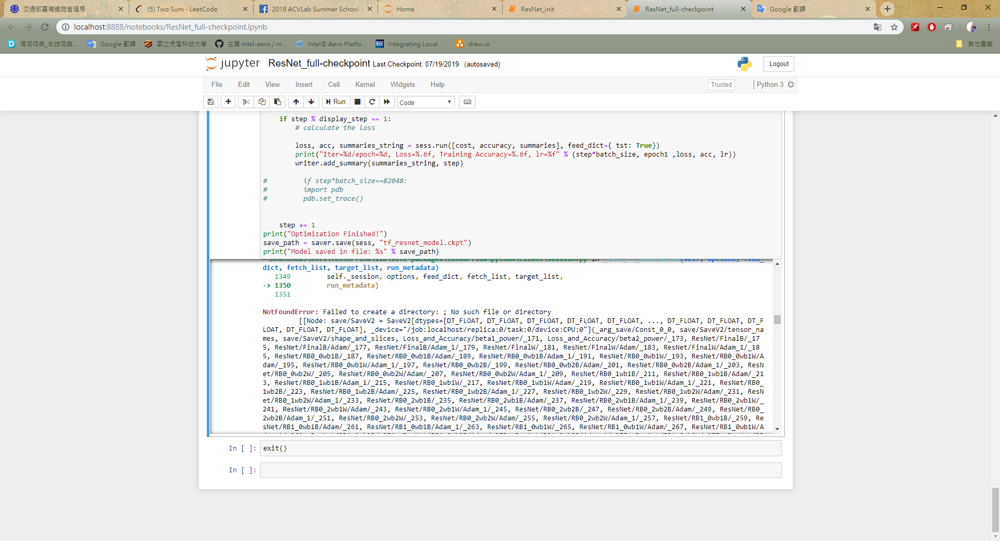 交通部臺灣鐵路管理局
(5) Two Sum - LeetCode
2019 ACVLab Summer School
Home
ResNet_init
ResNet_full-checkpoint
Google 翻譯
localhost:8888/notebooks/ResNet_full-checkpoint.ipynb
海词词典_在线词典...
Google 翻譯
國立虎尾科技大學
主頁·intel-aero / m...
Intel® Aero Platfo...
Integrating Local...
draw.io
其他書籤
jupyter ResNet_full-checkpoint Last Checkpoint: 07/19/2019 (autosaved)
Logout
File Edit View Insert Cell Kernel Widgets Help
Trusted
Python 3
Run
Code
if step % display_step == 1:
# calculate the loss
loss, acc, summaries_string = sess.run([cost, accuracy, summaries], feed_dict={ tst: True})
print("Iter=%d/epoch=%d, Loss=%.6f, Training Accuracy=%.6f, lr=%f" % (step*batch_size, epoch1 ,loss, acc, lr))
writer.add_summary(summaries_string, step)
# if step*batch_size==82048:
# import pdb
# pdb.set_trace()
step += 1
print("Optimization Finished!")
save_path = saver.save(sess, "tf_resnet_model.ckpt")
print("Model saved in file: %s" % save_path)
dict, fetch_list, target_list, run_metadata)
1349 self._session, options, feed_dict, fetch_list, target_list,
-> 1350 run_metadata)
1351
NotFoundError: Failed to create a directory: ; No such file or directory
[[Node: save/SaveV2 = SaveV2[dtypes=[DT_FLOAT, DT_FLOAT, DT_FLOAT, DT_FLOAT, DT_FLOAT, ..., DT_FLOAT, DT_FLOAT, DT_F
LOAT, DT_FLOAT, DT_FLOAT], _device="/job:localhost/replica:0/task:0/device:CPU:0"](_arg_save/Const_0_0, save/SaveV2/tensor_na
mes, save/SaveV2/shape_and_slices, Loss_and_Accuracy/beta1_power/_171, Loss_and_Accuracy/beta2_power/_173, ResNet/FinalB/_17
5, ResNet/FinalB/Adam/_177, ResNet/FinalB/Adam_1/_179, ResNet/FinalW/_181, ResNet/FinalW/Adam/_183, ResNet/FinalW/Adam_1/_18
5, ResNet/RB0_0wb1B/_187, ResNet/RB0_0wb1B/Adam/_189, ResNet/RB0_0wb1B/Adam_1/_191, ResNet/RB0_0wb1W/_193, ResNet/RB0_0wb1W/A
dam/_195, ResNet/RB0_0wb1W/Adam_1/_197, ResNet/RB0_0wb2B/_199, ResNet/RB0_0wb2B/Adam/_201, ResNet/RB0_0wb2B/Adam_1/_203, ResN
et/RB0_0wb2W/_205, ResNet/RB0_0wb2W/Adam/_207, ResNet/RB0_0wb2W/Adam_1/_209, ResNet/RB0_1wb1B/_211, ResNet/RB0_1wb1B/Adam/_21
3, ResNet/RB0_1wb1B/Adam_1/_215, ResNet/RB0_1wb1W/_217, ResNet/RB0_1wb1W/Adam/_219, ResNet/RB0_1wb1W/Adam_1/_221, ResNet/RB0_
1wb2B/_223, ResNet/RB0_1wb2B/Adam/_225, ResNet/RB0_1wb2B/Adam_1/_227, ResNet/RB0_1wb2W/_229, ResNet/RB0_1wb2W/Adam/_231, ResN
et/RB0_1wb2W/Adam_1/_233, ResNet/RB0_2wb1B/_235, ResNet/RB0_2wb1B/Adam/_237, ResNet/RB0_2wb1B/Adam_1/_239, ResNet/RB0_2wb1W/_
241, ResNet/RB0_2wb1W/Adam/_243, ResNet/RB0_2wb1W/Adam_1/_245, ResNet/RB0_2wb2B/_247, ResNet/RB0_2wb2B/Adam/_249, ResNet/RB0_
2wb2B/Adam_1/_251, ResNet/RB0_2wb2W/_253, ResNet/RB0_2wb2W/Adam/_255, ResNet/RB0_2wb2W/Adam_1/_257, ResNet/RB1_0wb1B/_259, Re
sNet/RB1_0wb1B/Adam/_261, ResNet/RB1_0wb1B/Adam_1/_263, ResNet/RB1_0wb1W/_265, ResNet/RB1_0wb1W/Adam/_267, ResNet/RB1_0wb1W/A
In [ ]: exit()
In [ ]: